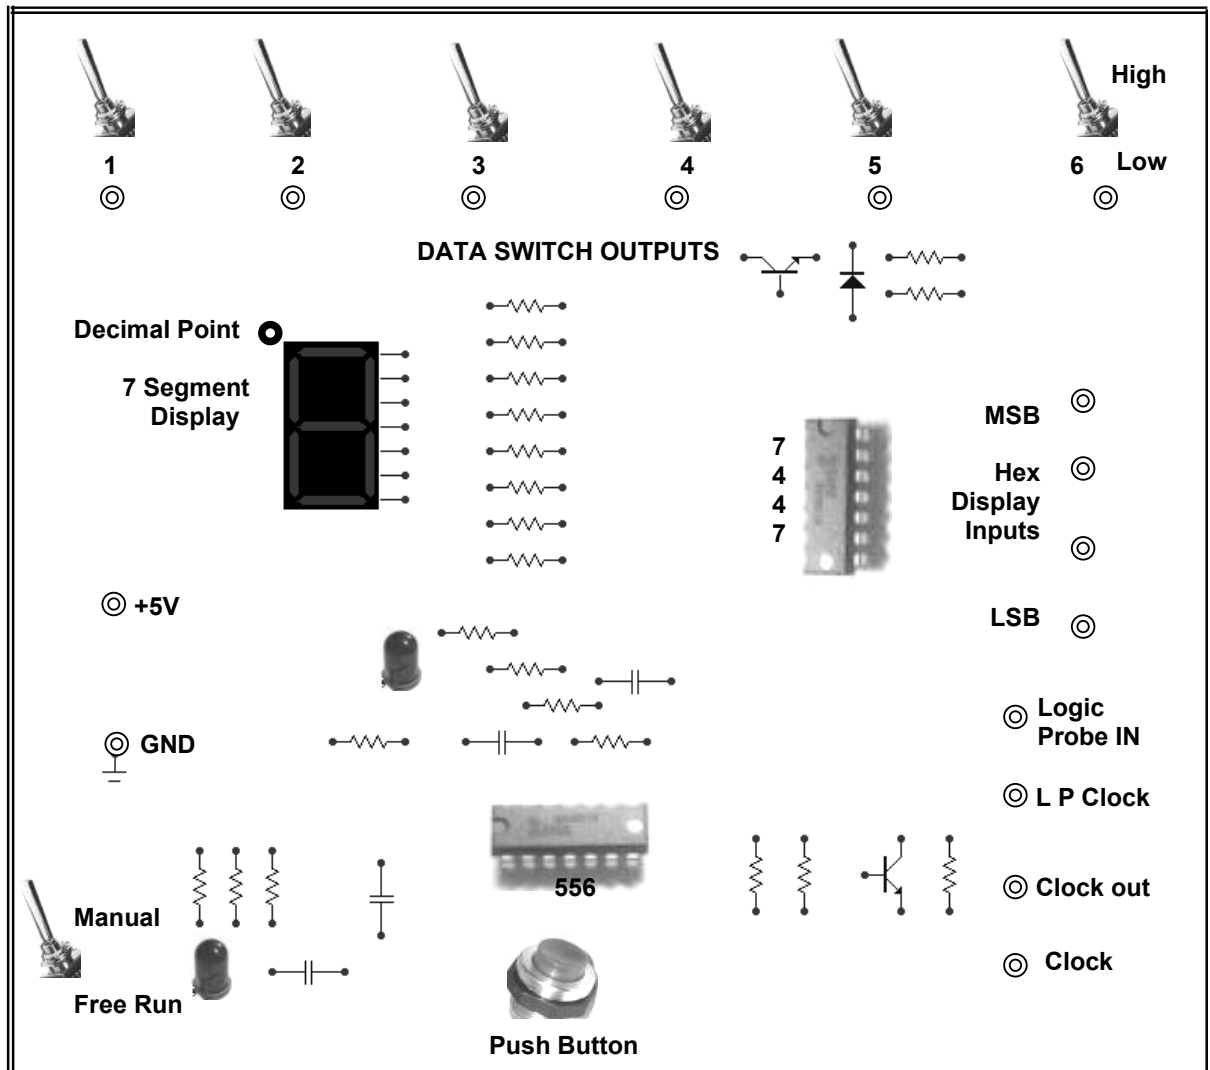 High
1 2 3 4 5 6 Low
DATA SWITCH OUTPUTS
Decimal Point
7 Segment
Display
7
4
4
7
MSB
Hex
Display
Inputs
LSB
+5V
GND
Logic
Probe IN
L P Clock
556
Clock out
Clock
Manual
Free Run
Push Button